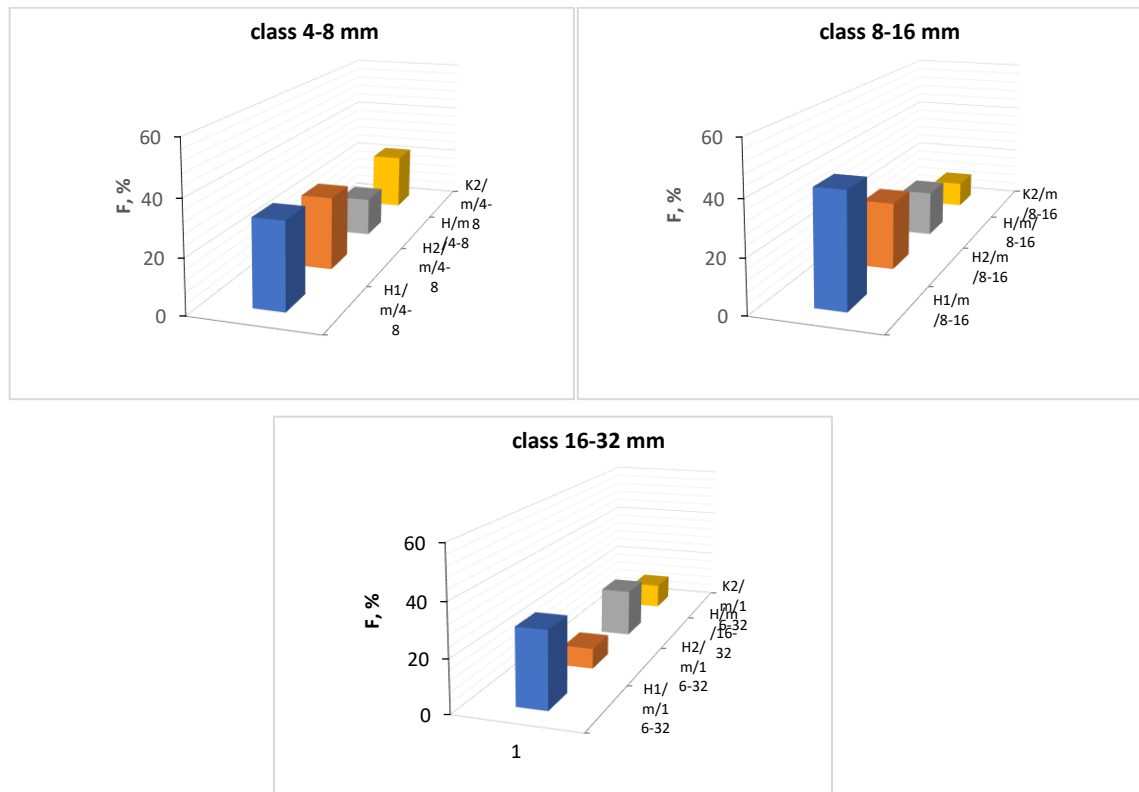 class 4-8 mm
F, %
60
40
20
0
K2/
m/4-
8
H/m
/4-8
H2/
m/4-
8
H1/
m/4-
8
class 8-16 mm
F, %
60
40
20
0
K2/m
/8-16
H/m/
8-16
H2/m
/8-16
H1/m
/8-16
class 16-32 mm
F, %
60
40
20
0
K2/
m/1
6-32
H/m
/16-
32
H2/
m/1
6-32
H1/
m/1
6-32
1